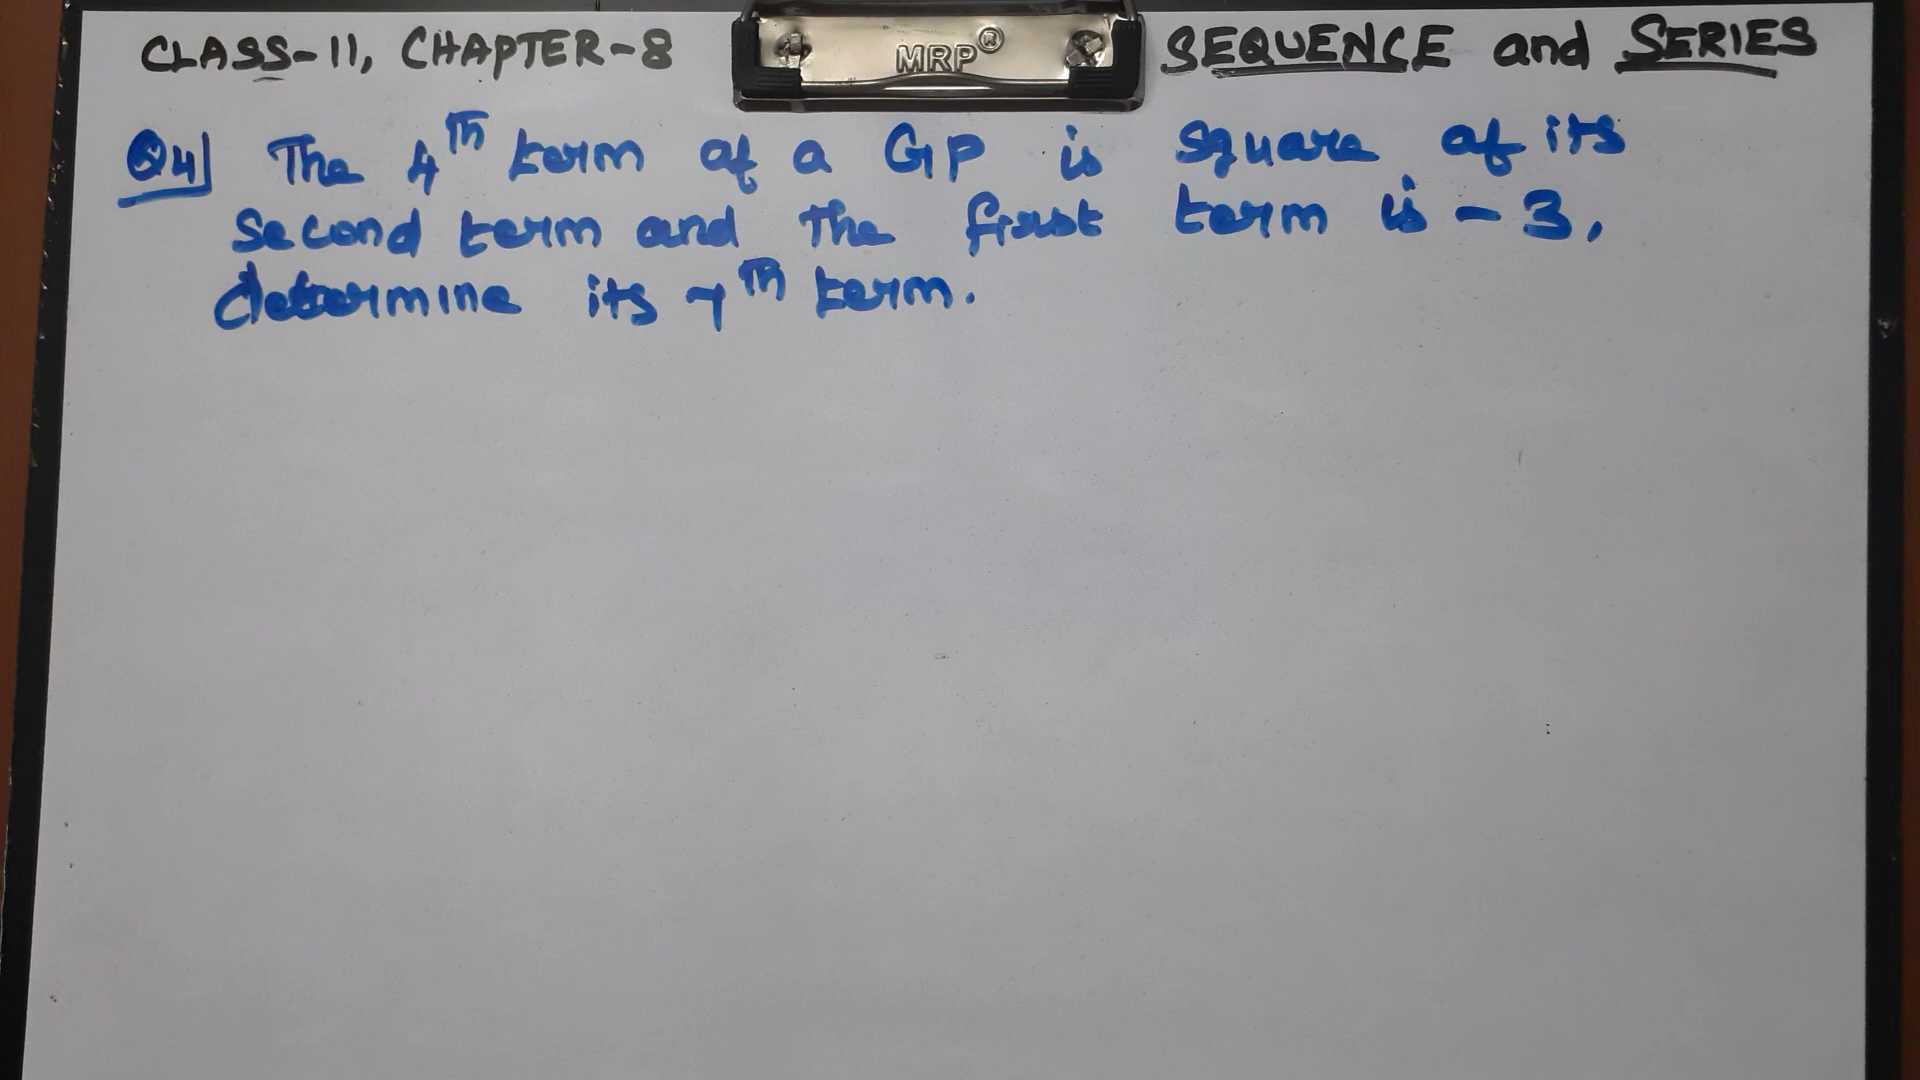 CLASS-11, CHAPTER-8
MRP®
SEQUENCE and SERIES
Q4] The 4th term of a GP is square of its
second term and the first term is -3,
determine its 7th term.